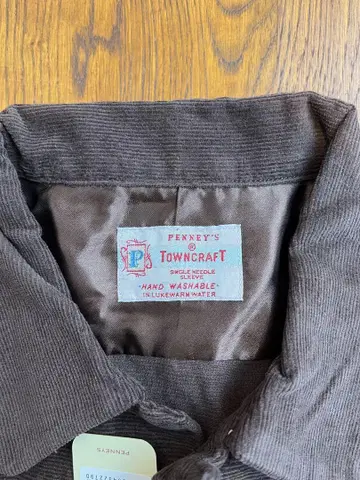 PENNEY'S
®
P TOWNCRAFT
SINGLE NEEDLE
SLEEVE
·HAND WASHABLE·
IN LUKEWARM WATER
PENNEYS